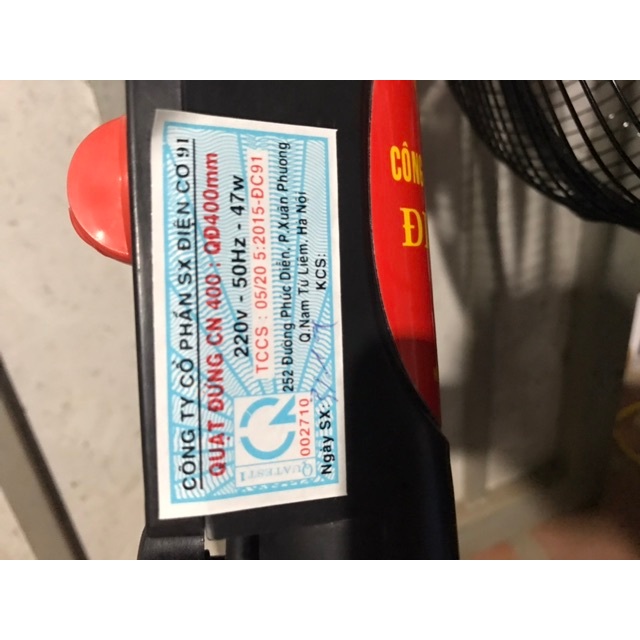 CÔNG TY CỔ PHẦN SX ĐIỆN CƠ 91
QUẠT ĐỨNG CN 400 : QĐ400mm
220v - 50Hz - 47w
TCCS : 05/20 5:2015-ĐC91
252 Đường Phúc Diễn. P.Xuân Phương
Q.Nam Từ Liêm. Hà Nội
002710
QUATEST 1
Ngày SX:
KCS:
CÔN